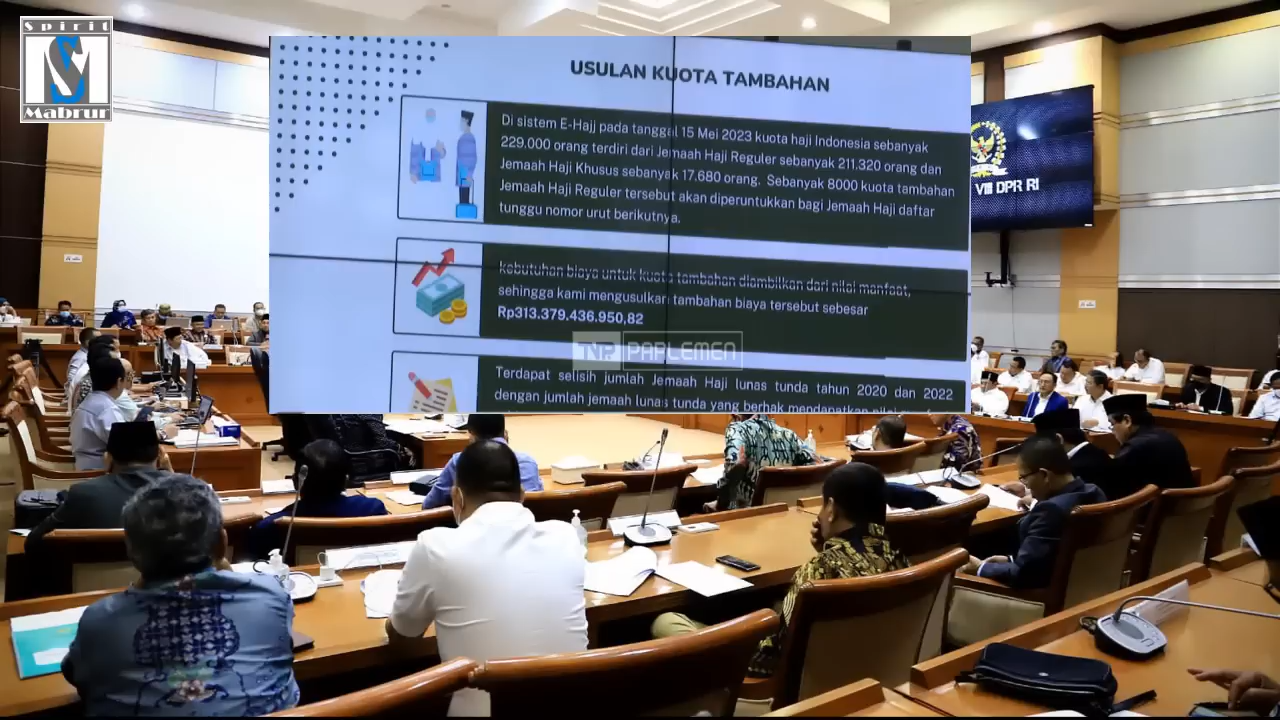 Spirit
Mabrur
USULAN KUOTA TAMBAHAN
Di sistem E-Hajj pada tanggal 15 Mei 2023 kuota haji Indonesia sebanyak
229.000 orang terdiri dari Jemaah Haji Reguler sebanyak 211.320 orang dan
Jemaah Haji Khusus sebanyak 17.680 orang. Sebanyak 8000 kuota tambahan
Jemaah Haji Reguler tersebut akan diperuntukkan bagi Jemaah Haji daftar
tunggu nomor urut berikutnya.
kebutuhan biaya untuk kuota tambahan diambilkan dari nilai manfaat,
sehingga kami mengusulkan tambahan biaya tersebut sebesar
Rp313.379.436.950,82
TVR PARLEMEN
Terdapat selisih jumlah Jemaah Haji lunas tunda tahun 2020 dan 2022
dengan jumlah jemaah lunas tunda yang berhak mendapatkan nilai
VIII DPR RI